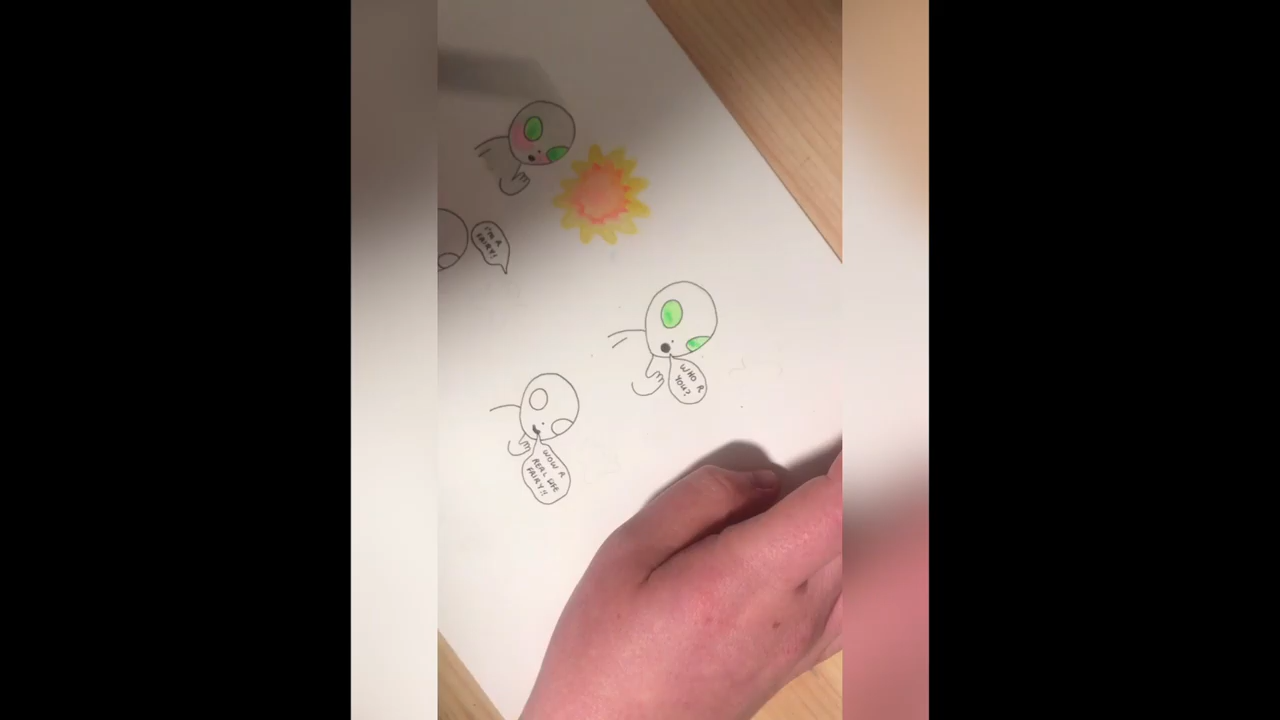 I'M A
FAIRY!
WHO R
YOU?
WOW A
REAL LIFE
FAIRY!!